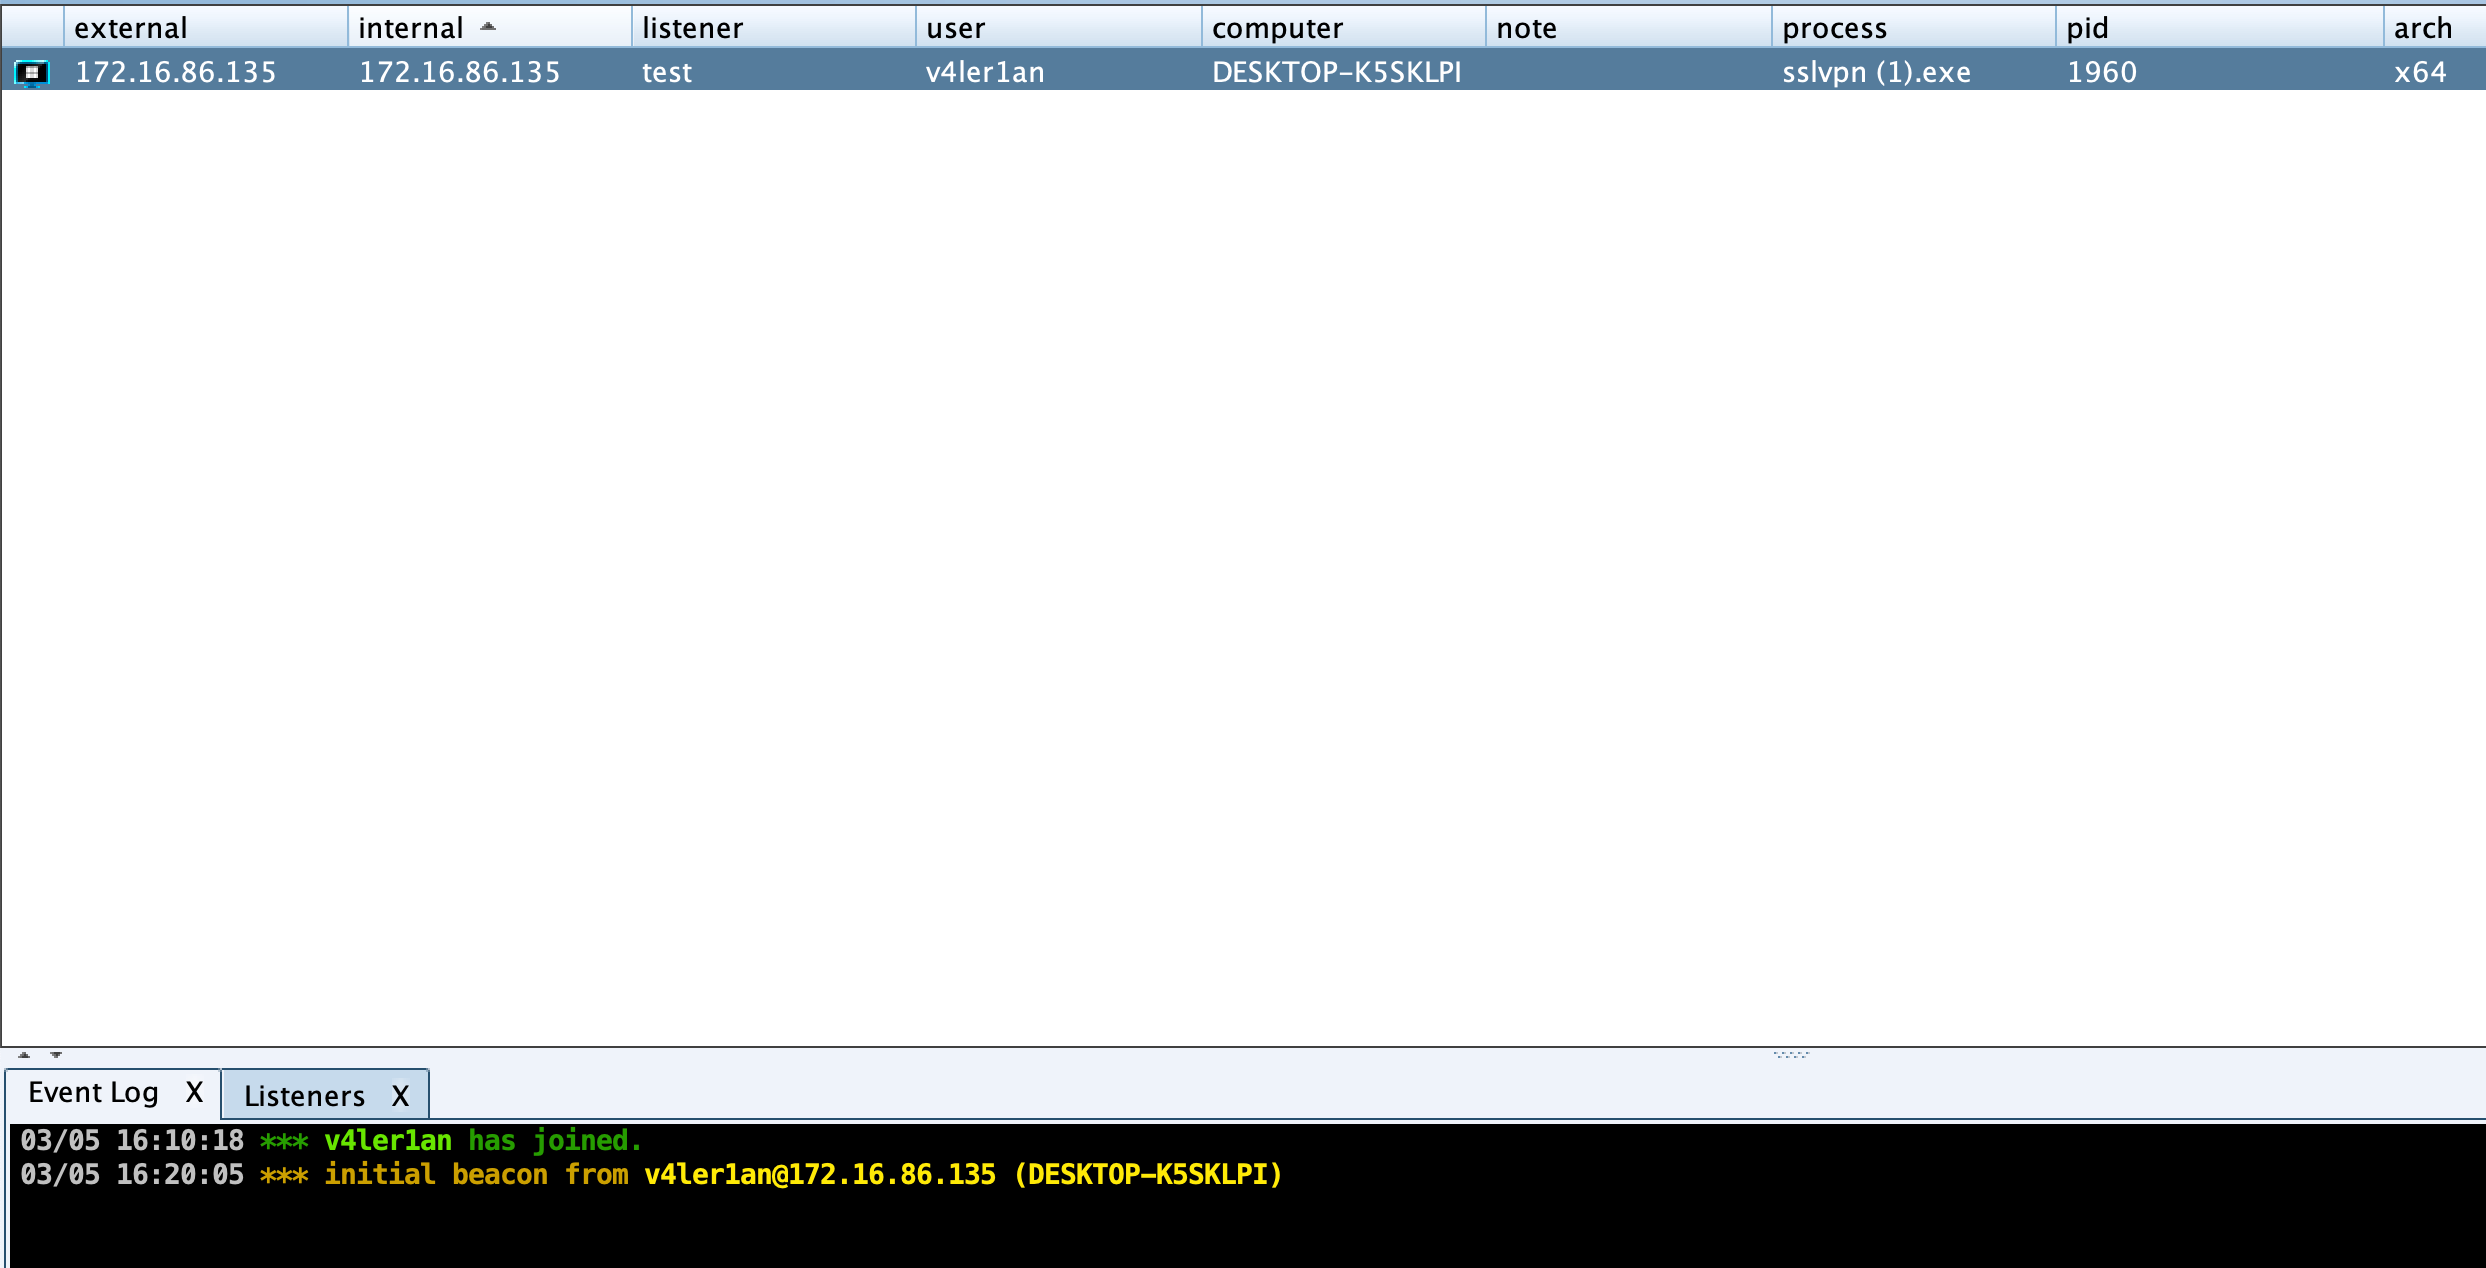 external internal listener user computer note process pid arch
172.16.86.135 172.16.86.135 test v4ler1an DESKTOP-K5SKLPI sslvpn (1).exe 1960 x64
Event Log X Listeners X
03/05 16:10:18 *** v4ler1an has joined.
03/05 16:20:05 *** initial beacon from v4ler1an@172.16.86.135 (DESKTOP-K5SKLPI)